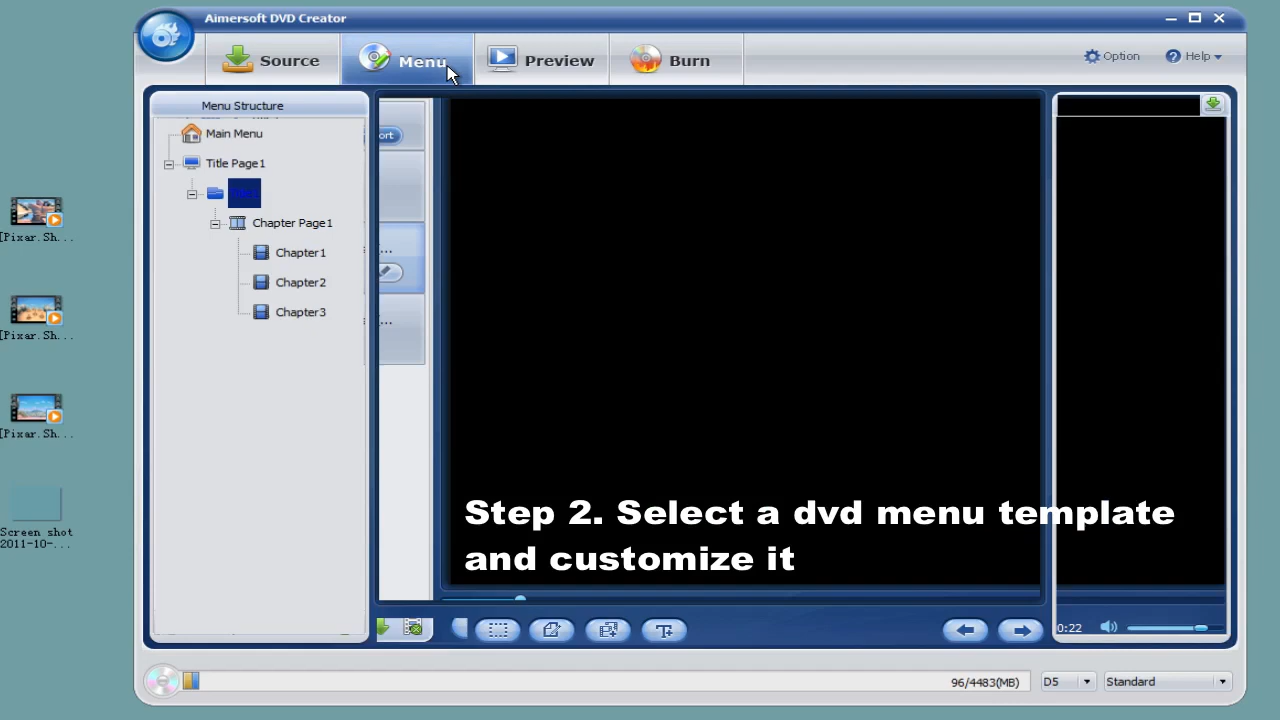 Aimersoft DVD Creator
Source
Menu
Preview
Burn
Option
Help
Menu Structure
Main Menu
Title Page1
Chapter Page1
Chapter1
Chapter2
Chapter3
ort
...
...
[Pixar.Sh...
[Pixar.Sh...
[Pixar.Sh...
Screen shot
2011-10-...
Step 2. Select a dvd menu template
and customize it
0:22
96/4483(MB)
D5
Standard